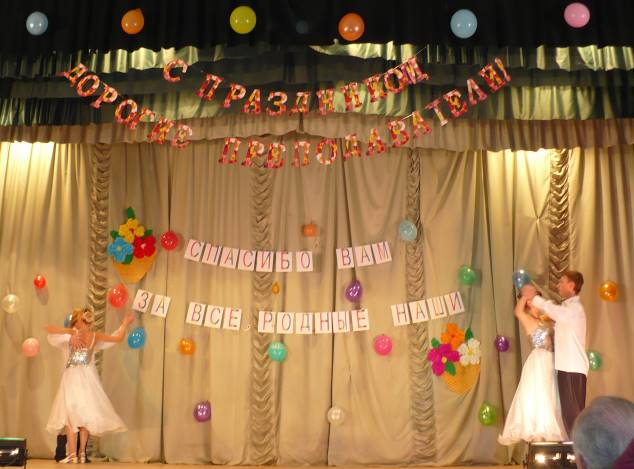 С ПРАЗДНИКОМ
ДОРОГИЕ ПРЕПОДАВАТЕЛИ!
СПАСИБО ВАМ
ЗА ВСЕ, РОДНЫЕ НАШИ